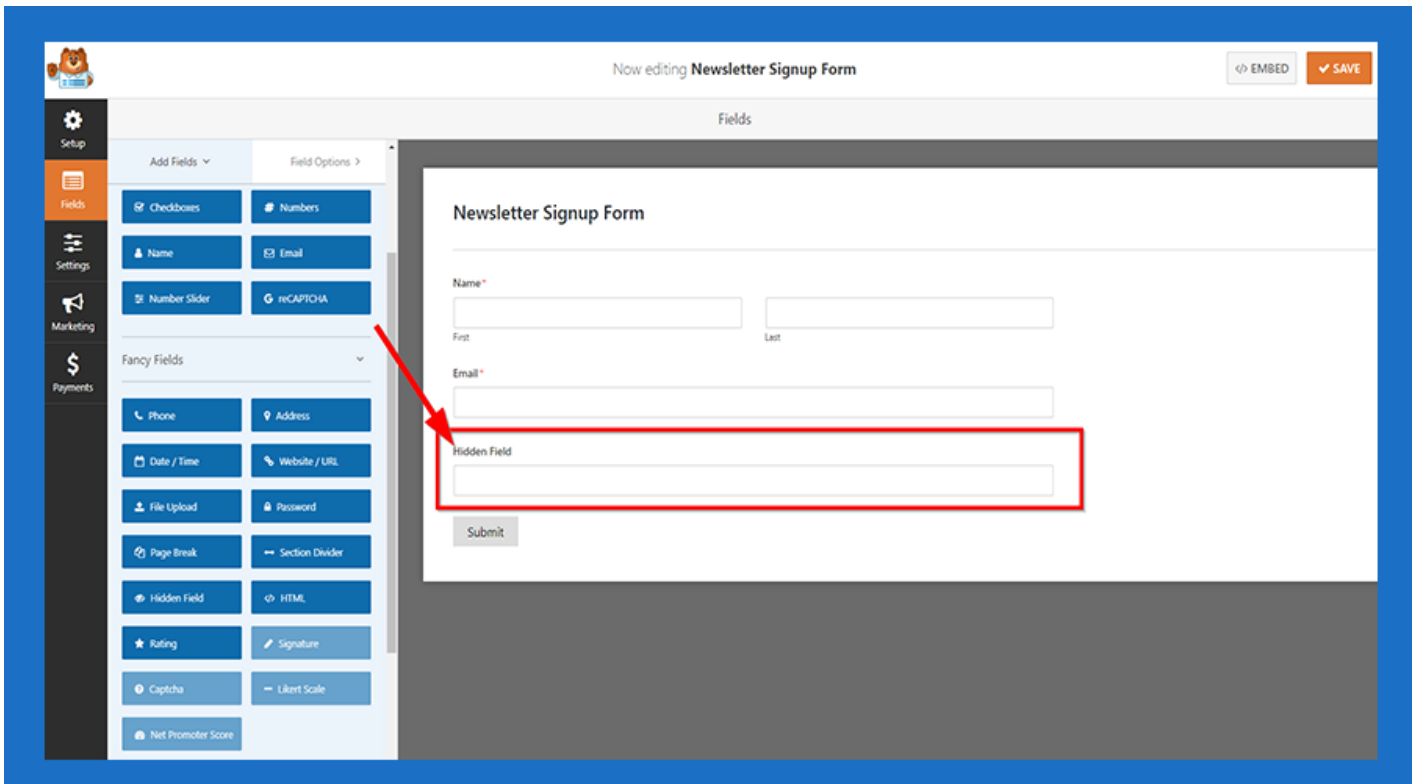 Now editing Newsletter Signup Form
EMBED
SAVE
Setup
Fields
Settings
Marketing
Payments
Fields
Add Fields
Field Options
Checkboxes
Numbers
Name
Email
Number Slider
reCAPTCHA
Fancy Fields
Phone
Address
Date / Time
Website / URL
File Upload
Password
Page Break
Section Divider
Hidden Field
HTML
Rating
Signature
Captcha
Likert Scale
Net Promoter Score
Newsletter Signup Form
Name*
First
Last
Email*
Hidden Field
Submit